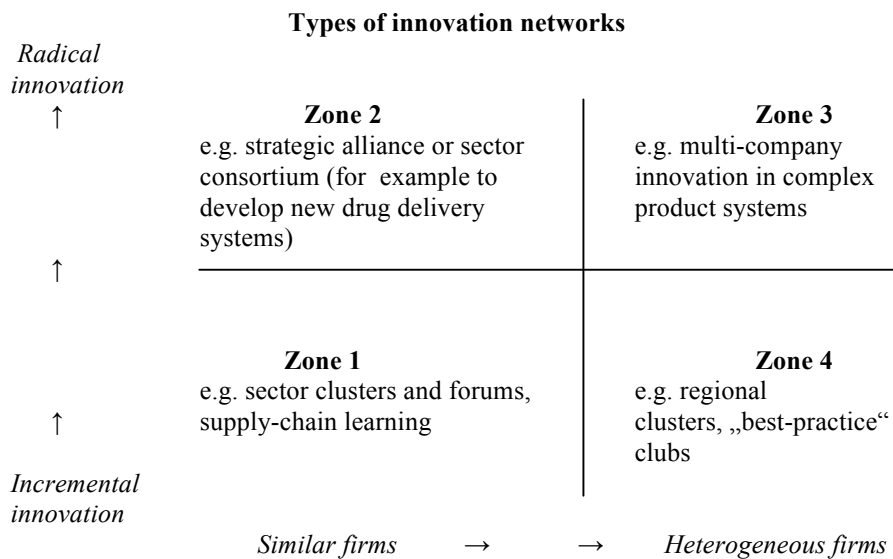 Types of innovation networks
Radical
innovation
↑
Zone 2
e.g. strategic alliance or sector
consortium (for example to
develop new drug delivery
systems)
Zone 3
e.g. multi-company
innovation in complex
product systems
↑
Zone 1
e.g. sector clusters and forums,
supply-chain learning
Zone 4
e.g. regional
clusters, „best-practice“
clubs
↑
Incremental
innovation
Similar firms → → Heterogeneous firms